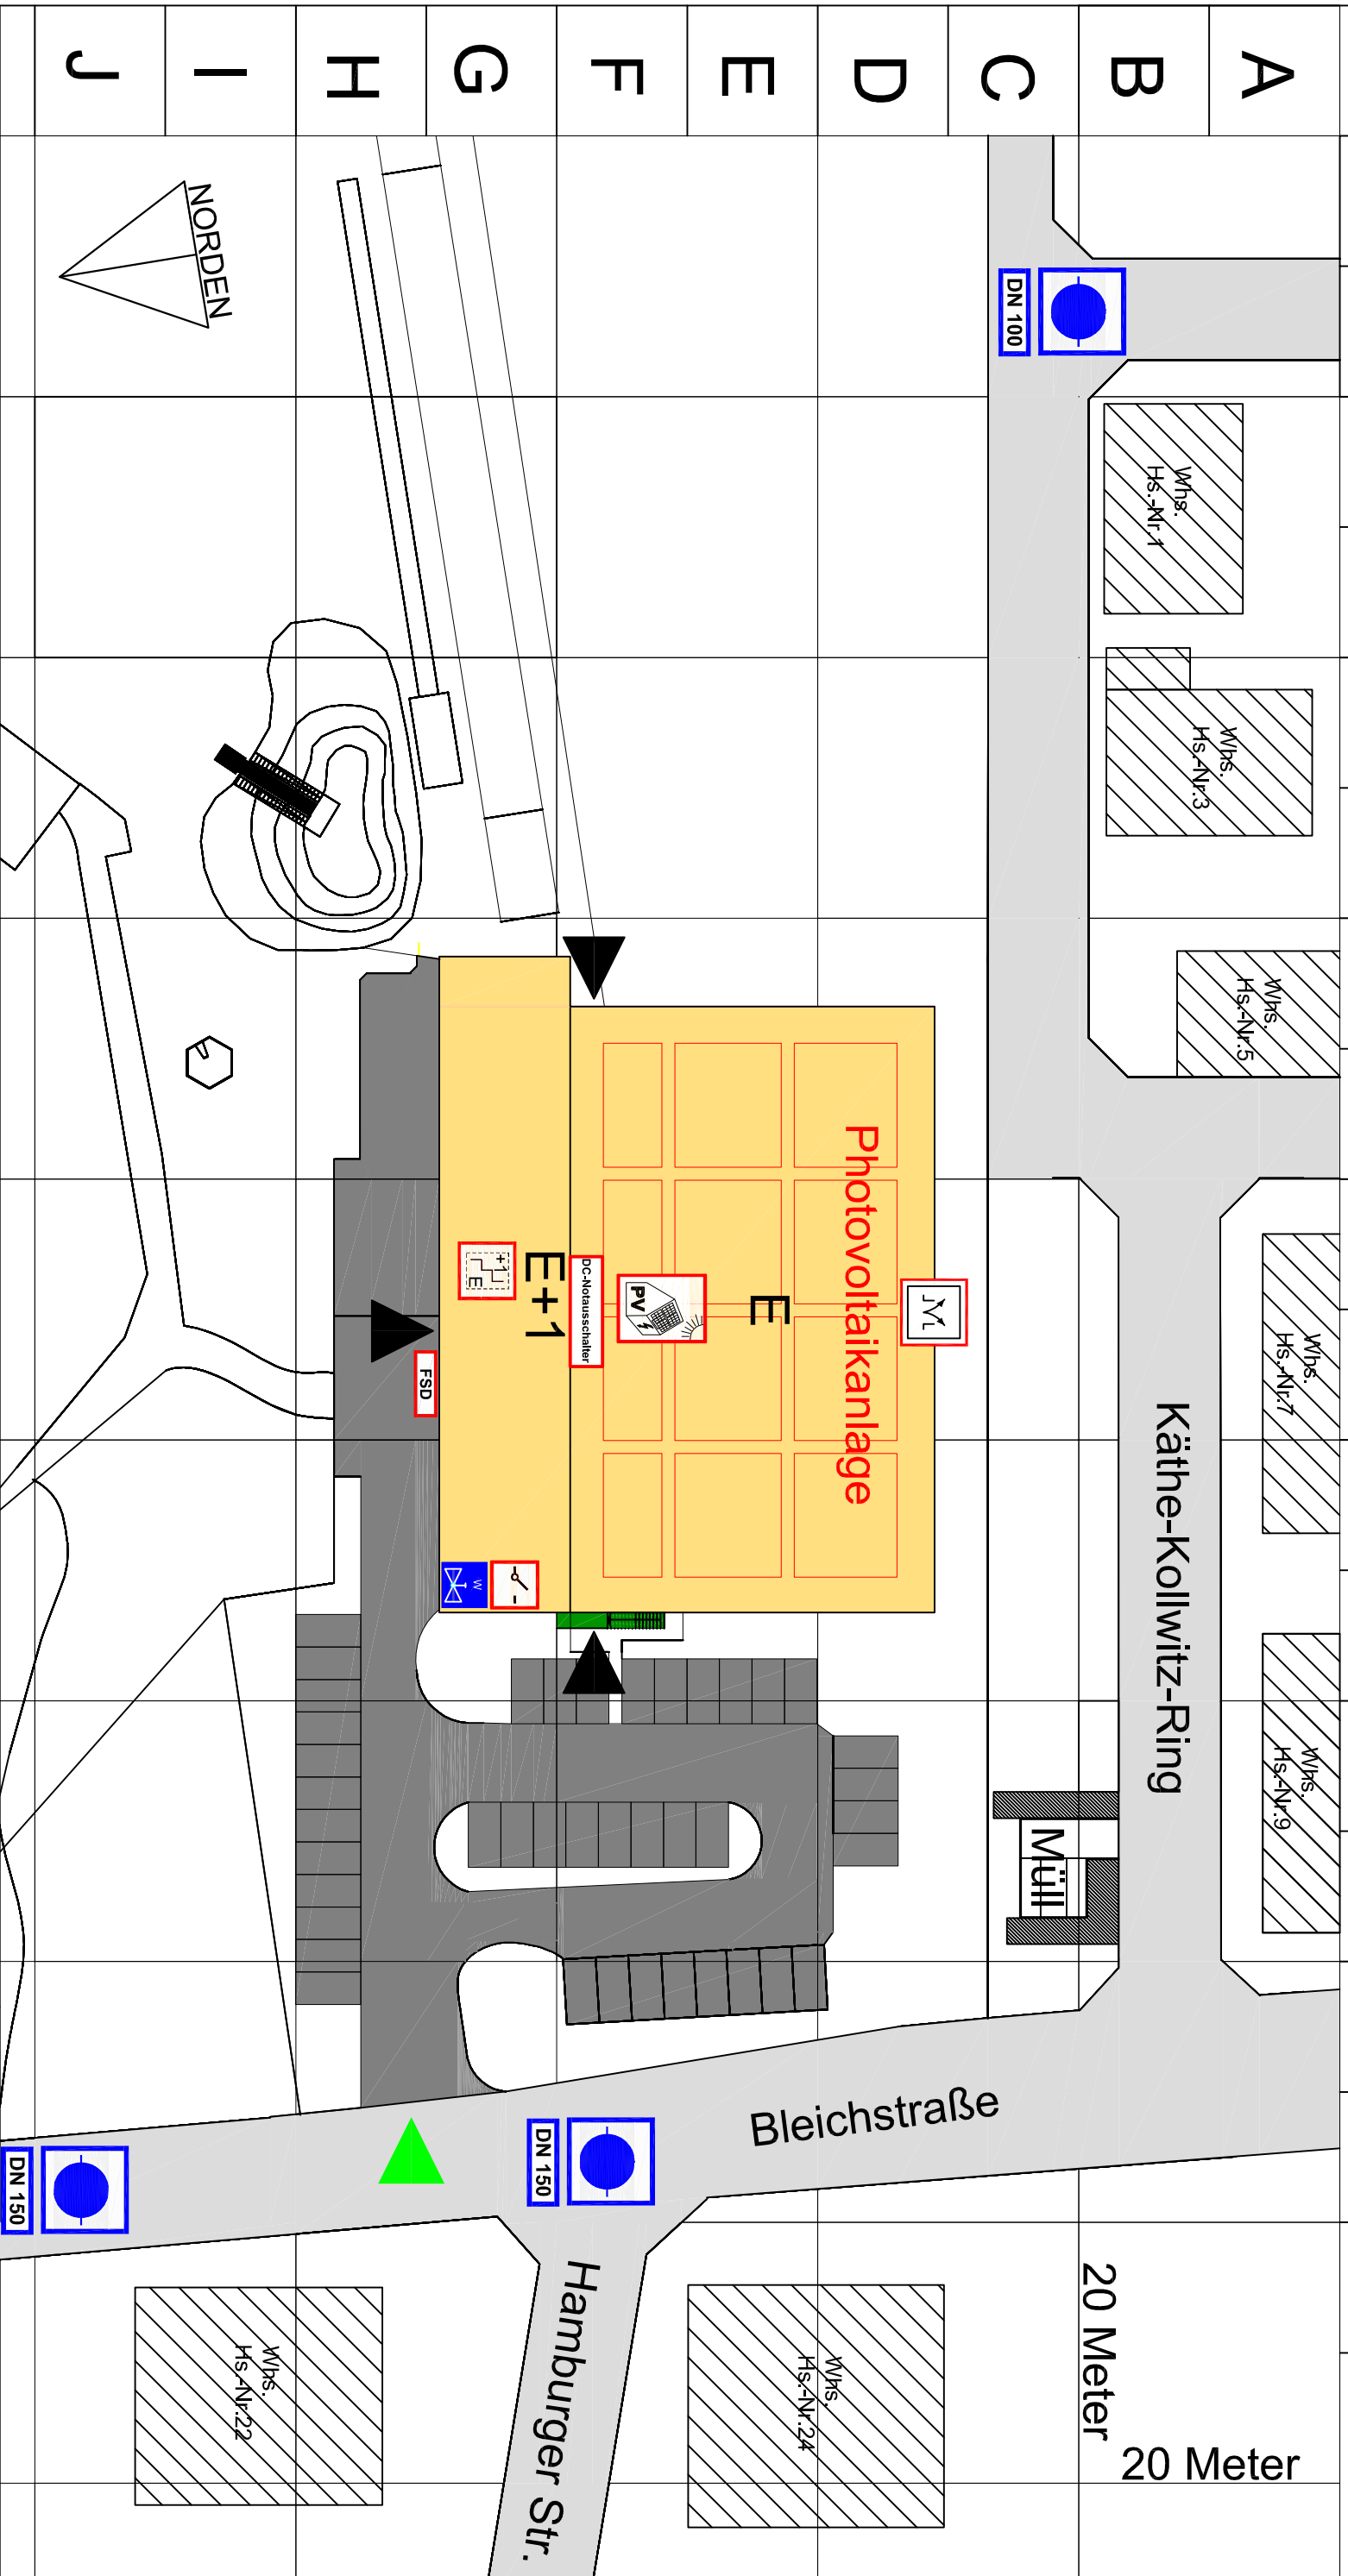 A
B
C
D
E
F
G
H
I
J
NORDEN
DN 100
Whs.
Hs.-Nr.1
Whs.
Hs.-Nr.3
Whs.
Hs.-Nr.5
Whs.
Hs.-Nr.7
Whs.
Hs.-Nr.9
Käthe-Kollwitz-Ring
Müll
Photovoltaikanlage
E
PV
DC-Notausschalter
E+1
+1
E
FSD
W
Bleichstraße
DN 150
DN 150
Hamburger Str.
Whs.
Hs.-Nr.24
Whs.
Hs.-Nr.22
20 Meter
20 Meter